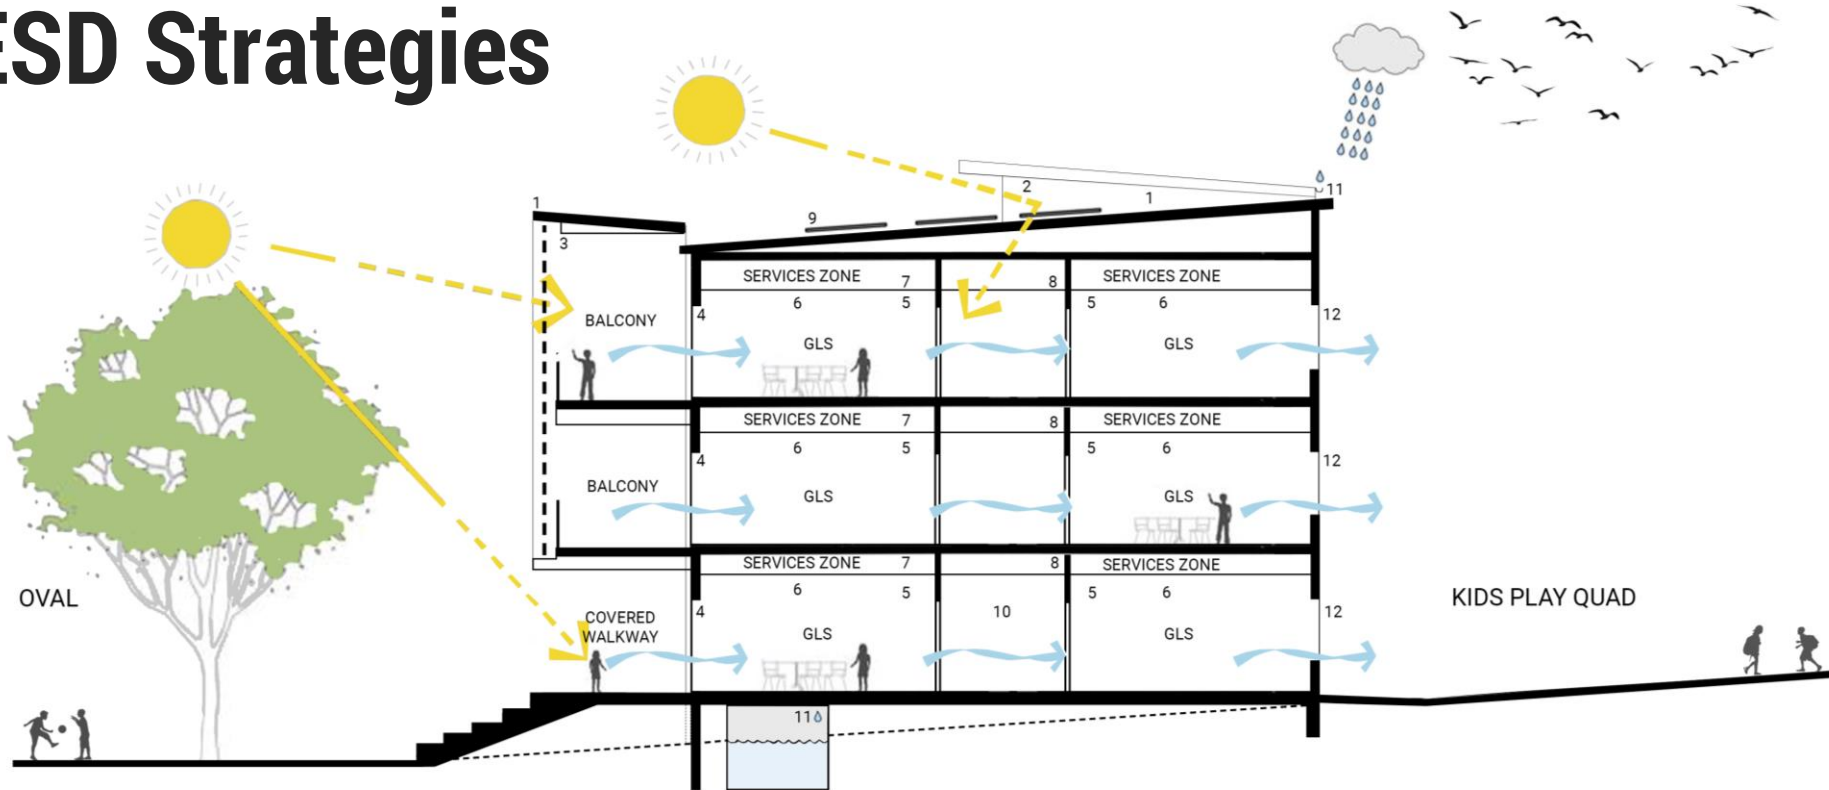 ESD Strategies
1
2
1
11
9
3
SERVICES ZONE
7
8
SERVICES ZONE
4
6
5
5
6
12
BALCONY
GLS
GLS
SERVICES ZONE
7
8
SERVICES ZONE
4
6
5
5
6
12
BALCONY
GLS
GLS
SERVICES ZONE
7
8
SERVICES ZONE
6
5
5
6
OVAL
KIDS PLAY QUAD
COVERED
WALKWAY
4
10
12
GLS
GLS
11